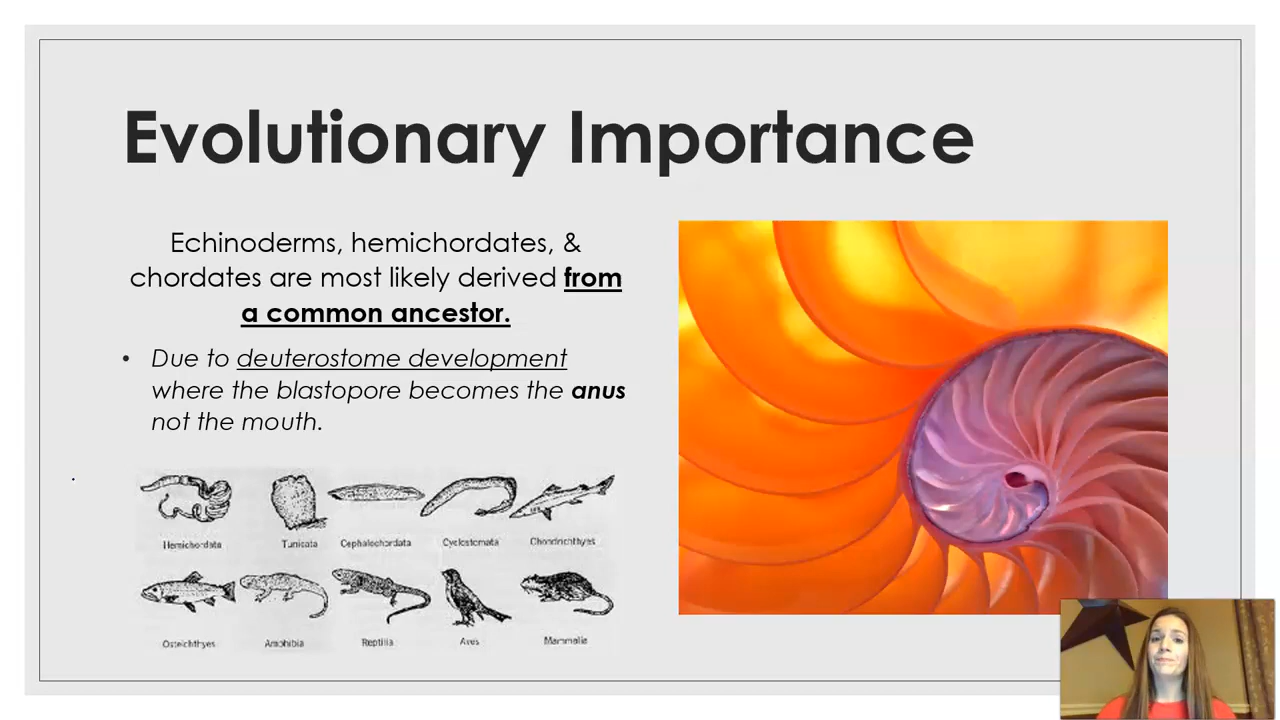 Evolutionary Importance
Echinoderms, hemichordates, &
chordates are most likely derived from
a common ancestor.
• Due to deuterostome development
where the blastopore becomes the anus
not the mouth.
Hemichordata Tunicata Cephalochordata Cyclostomata Chondrichthyes
Osteichthyes Amphibia Reptilia Aves Mammalia